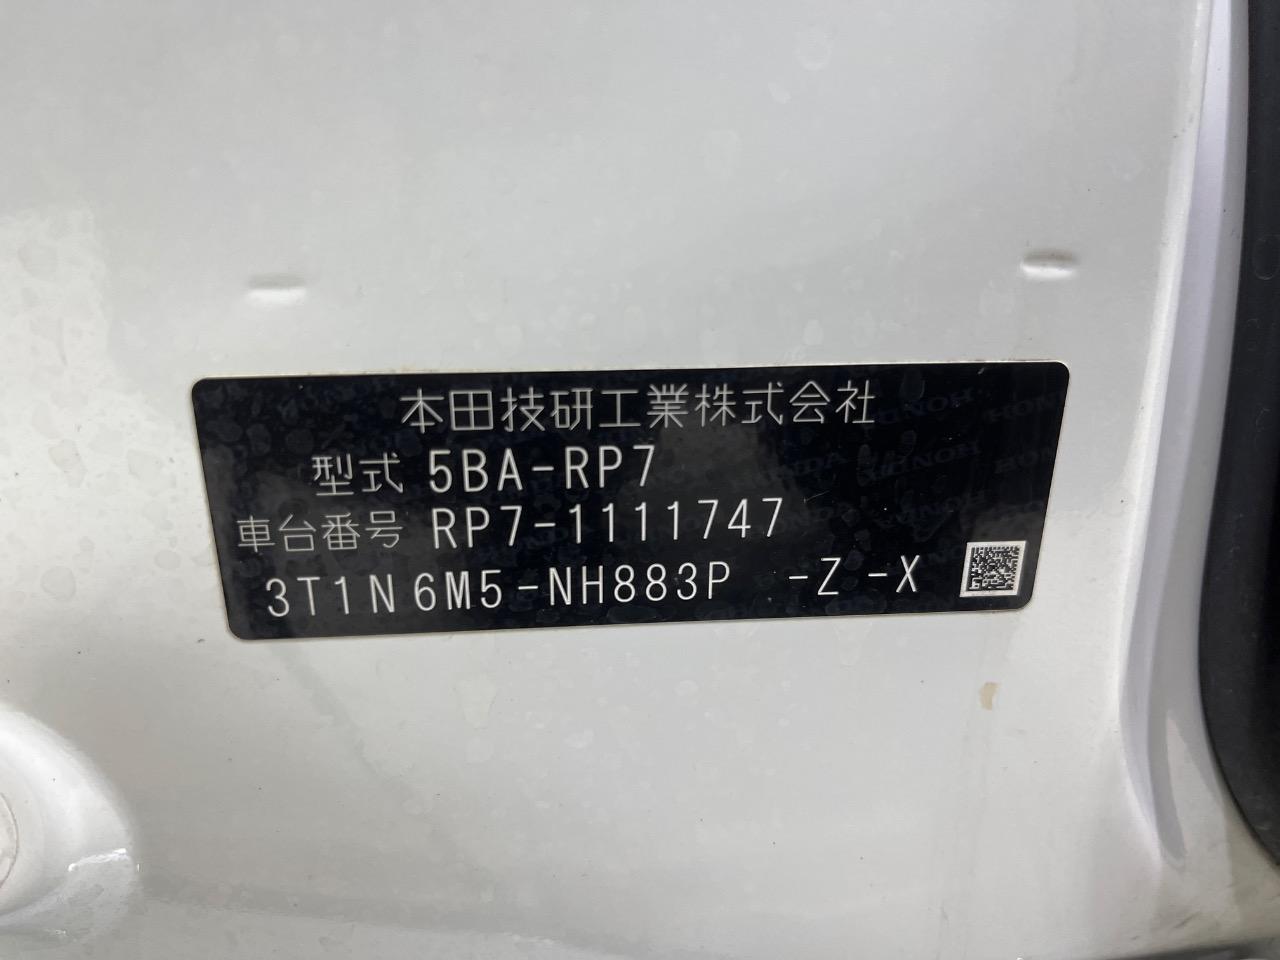 本田技研工業株式会社
型式 5BA-RP7
車台番号 RP7-1111747
3T1N6M5-NH883P -Z-X